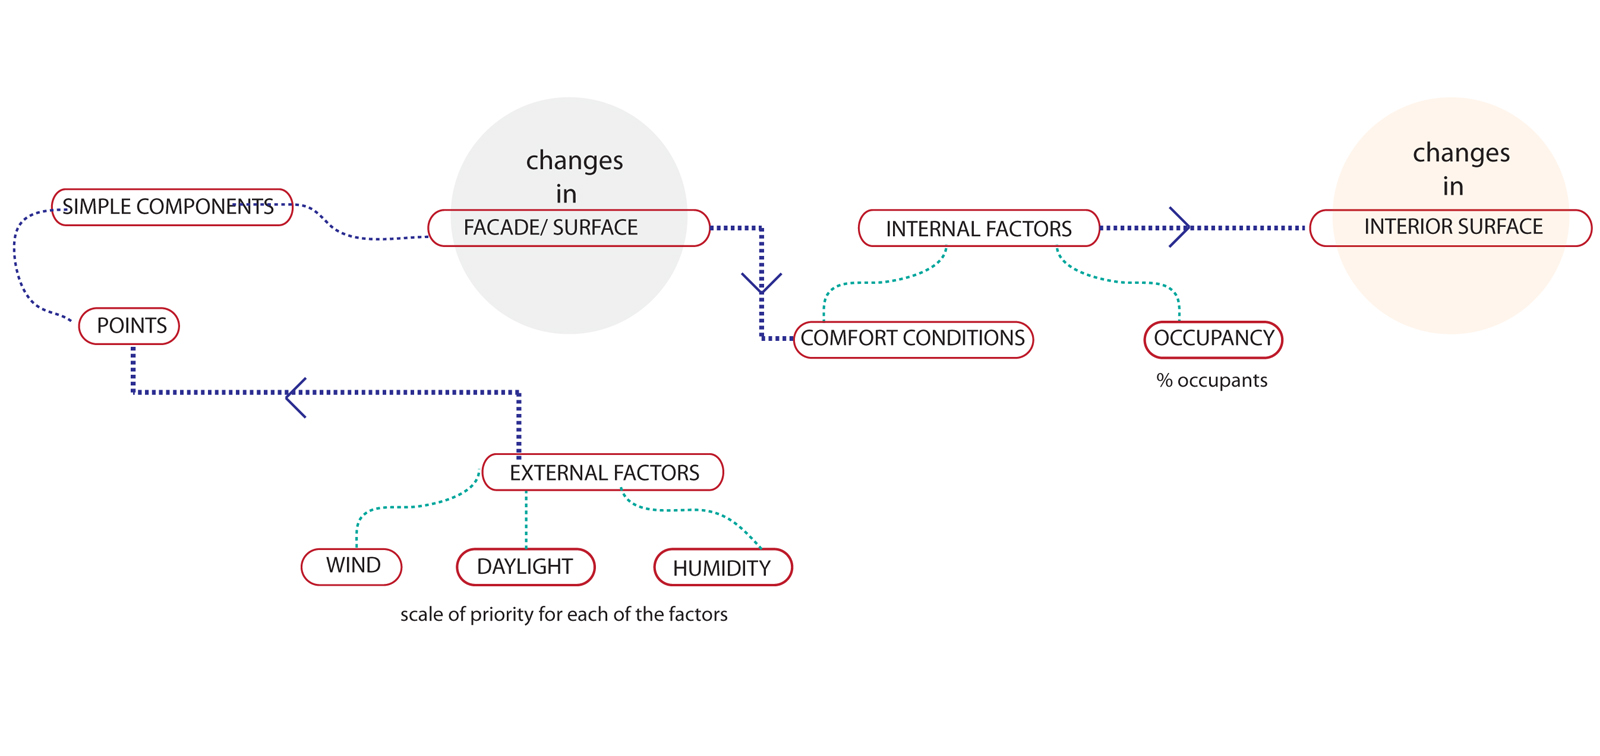 changes
in
FACADE/ SURFACE
SIMPLE COMPONENTS
POINTS
EXTERNAL FACTORS
WIND
DAYLIGHT
HUMIDITY
scale of priority for each of the factors
INTERNAL FACTORS
COMFORT CONDITIONS
OCCUPANCY
% occupants
changes
in
INTERIOR SURFACE